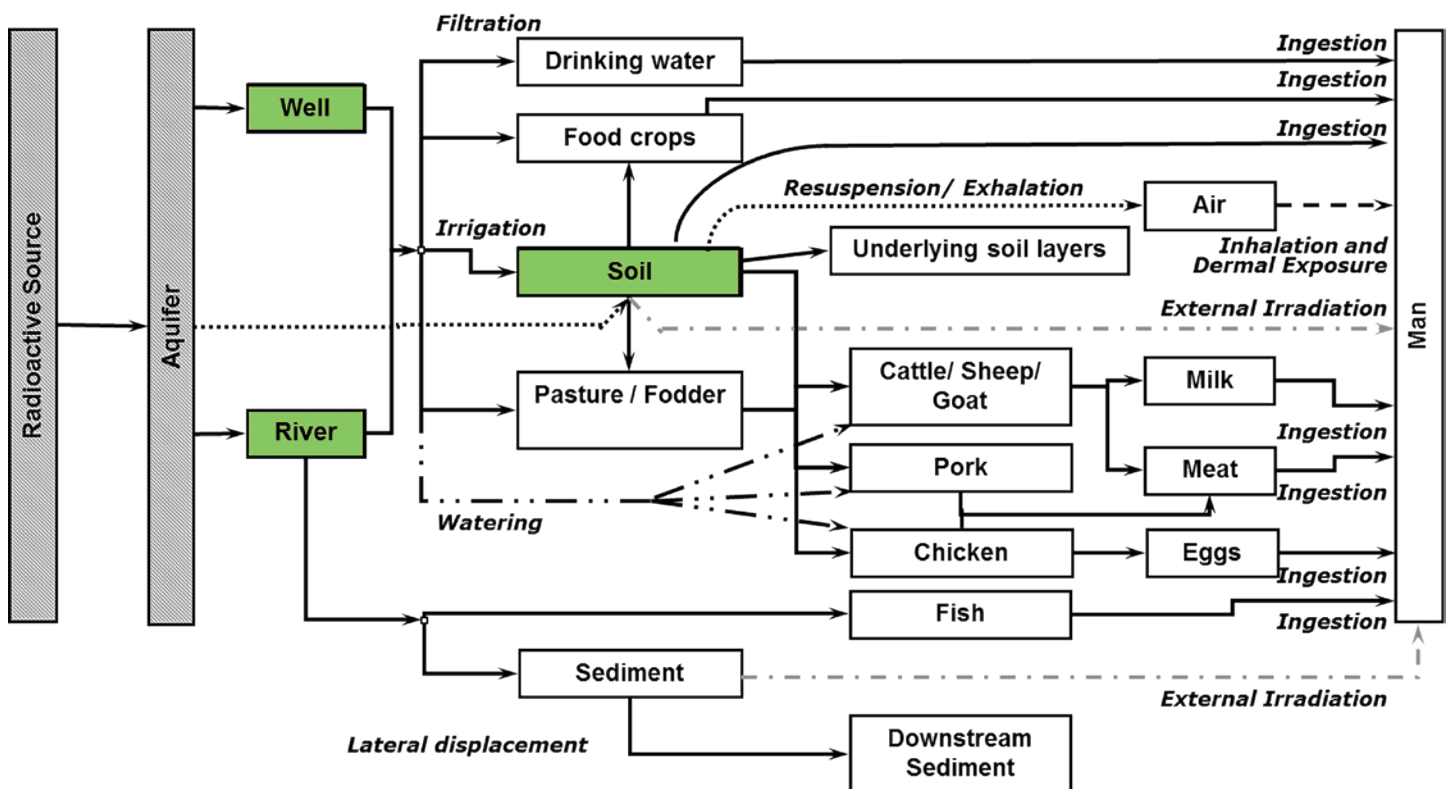 Filtration
Ingestion
Drinking water
Ingestion
Well
Food crops
Ingestion
Resuspension/ Exhalation
Air
Irrigation
Underlying soil layers
Inhalation and
Dermal Exposure
Soil
External Irradiation
Radioactive Source
Aquifer
Man
Cattle/ Sheep/
Goat
Milk
Pasture / Fodder
River
Ingestion
Pork
Meat
Ingestion
Watering
Chicken
Eggs
Ingestion
Fish
Ingestion
Sediment
External Irradiation
Lateral displacement
Downstream
Sediment